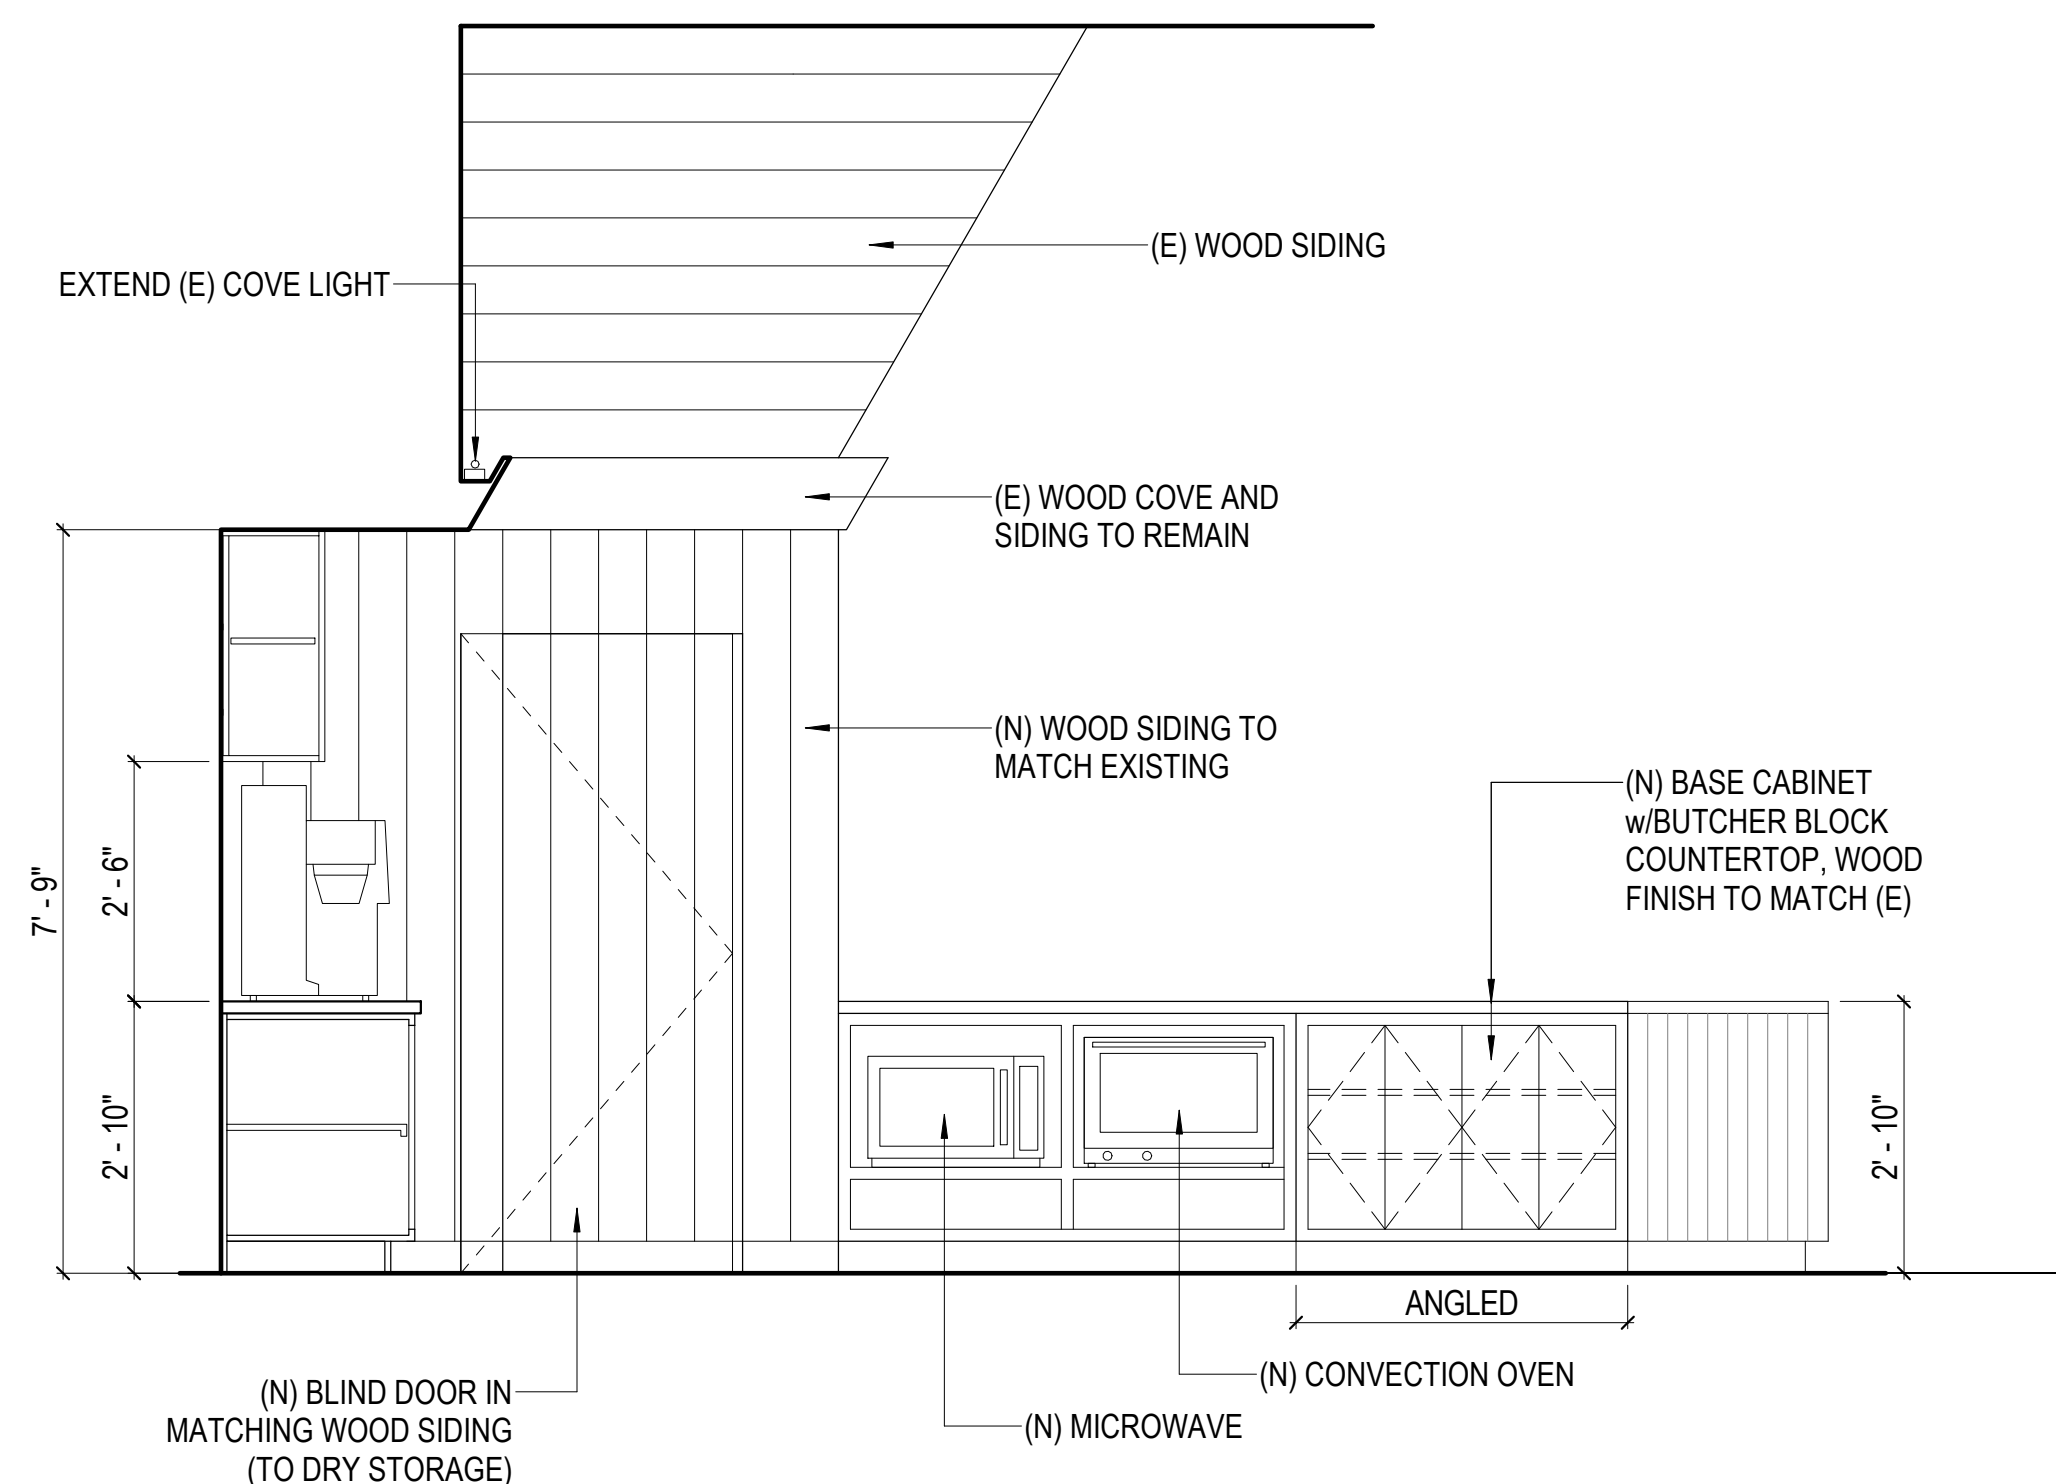 (E) WOOD SIDING
EXTEND (E) COVE LIGHT
(E) WOOD COVE AND
SIDING TO REMAIN
(N) WOOD SIDING TO
MATCH EXISTING
(N) BASE CABINET
w/BUTCHER BLOCK
COUNTERTOP, WOOD
FINISH TO MATCH (E)
7' - 9"
2' - 6"
2' - 10"
2' - 10"
ANGLED
(N) CONVECTION OVEN
(N) MICROWAVE
(N) BLIND DOOR IN
MATCHING WOOD SIDING
(TO DRY STORAGE)